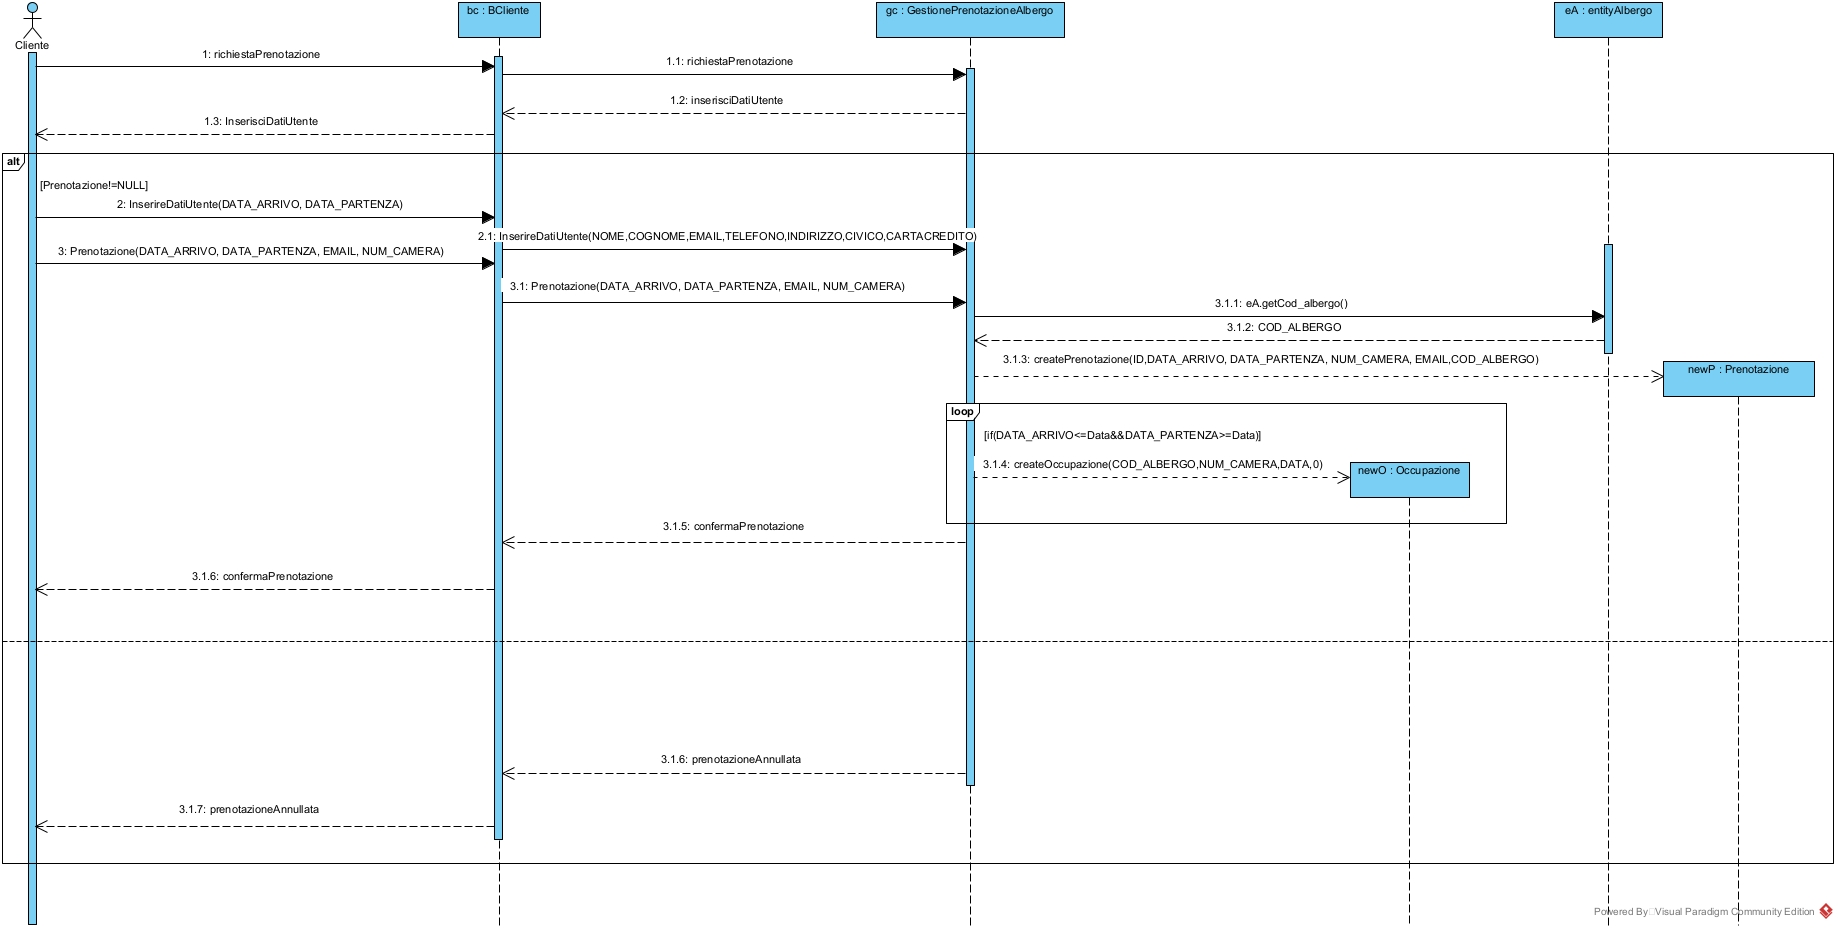 bc : BCliente
gc : GestionePrenotazioneAlbergo
eA : entityAlbergo
Cliente
1: richiestaPrenotazione
1.1: richiestaPrenotazione
1.2: inserisciDatiUtente
1.3: InserisciDatiUtente
alt
[Prenotazione!=NULL]
2: InserireDatiUtente(DATA_ARRIVO, DATA_PARTENZA)
2.1: InserireDatiUtente(NOME,COGNOME,EMAIL,TELEFONO,INDIRIZZO,CIVICO,CARTACREDITO)
3: Prenotazione(DATA_ARRIVO, DATA_PARTENZA, EMAIL, NUM_CAMERA)
3.1: Prenotazione(DATA_ARRIVO, DATA_PARTENZA, EMAIL, NUM_CAMERA)
3.1.1: eA.getCod_albergo()
3.1.2: COD_ALBERGO
3.1.3: createPrenotazione(ID,DATA_ARRIVO, DATA_PARTENZA, NUM_CAMERA, EMAIL,COD_ALBERGO)
newP : Prenotazione
loop
[if(DATA_ARRIVO<=Data&&DATA_PARTENZA>=Data)]
3.1.4: createOccupazione(COD_ALBERGO,NUM_CAMERA,DATA,0)
newO : Occupazione
3.1.5: confermaPrenotazione
3.1.6: confermaPrenotazione
3.1.6: prenotazioneAnnullata
3.1.7: prenotazioneAnnullata
Powered By Visual Paradigm Community Edition